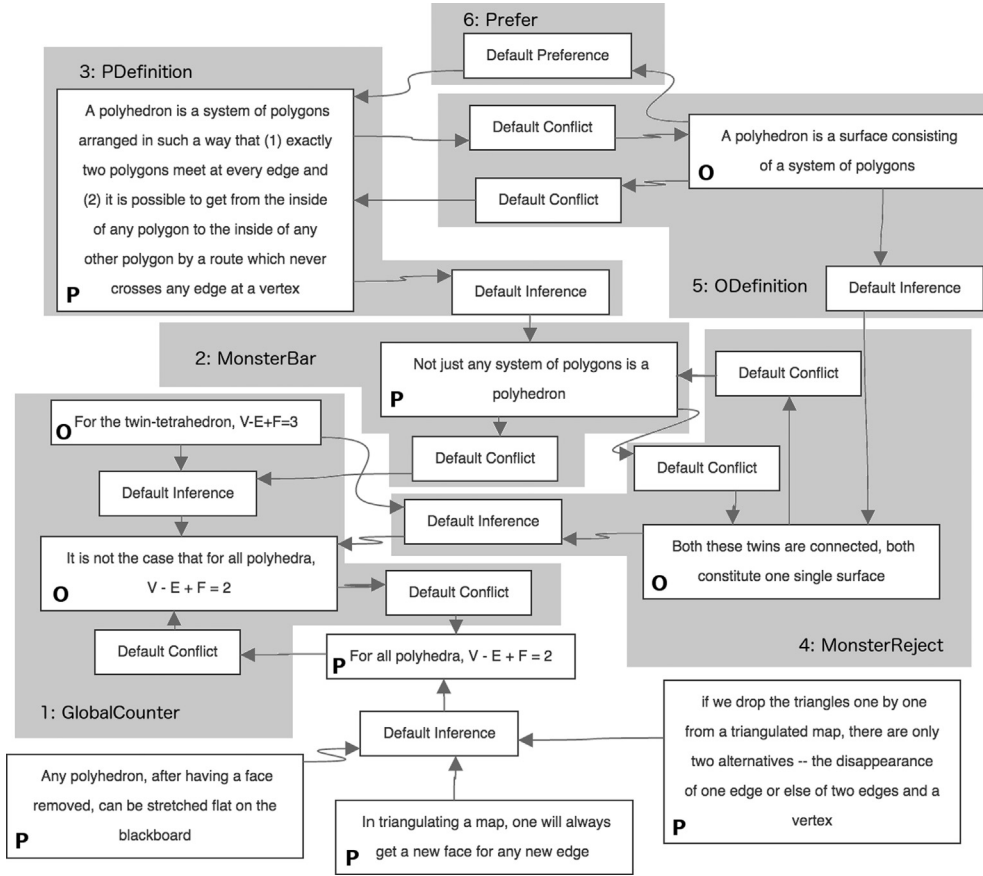 6: Prefer
Default Preference
3: PDefinition
A polyhedron is a system of polygons
arranged in such a way that (1) exactly
two polygons meet at every edge and
(2) it is possible to get from the inside
of any polygon to the inside of any
other polygon by a route which never
crosses any edge at a vertex
P
Default Conflict
A polyhedron is a surface consisting
of a system of polygons
O
Default Conflict
Default Inference
5: ODefinition
Default Inference
2: MonsterBar
Not just any system of polygons is a
polyhedron
P
Default Conflict
For the twin-tetrahedron, V-E+F=3
O
Default Conflict
Default Conflict
Default Inference
Default Inference
It is not the case that for all polyhedra,
V - E + F = 2
O
Both these twins are connected, both
constitute one single surface
O
Default Conflict
Default Conflict
4: MonsterReject
For all polyhedra, V - E + F = 2
P
1: GlobalCounter
Default Inference
if we drop the triangles one by one
from a triangulated map, there are only
two alternatives -- the disappearance
of one edge or else of two edges and a
vertex
P
Any polyhedron, after having a face
removed, can be stretched flat on the
blackboard
P
In triangulating a map, one will always
get a new face for any new edge
P